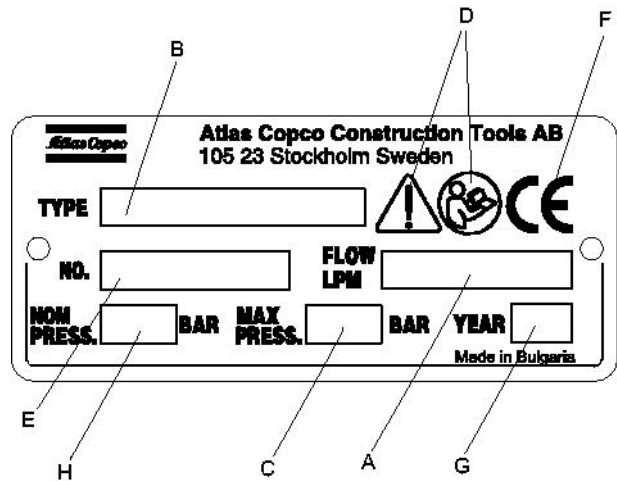 B
D
F
Atlas Copco
Atlas Copco Construction Tools AB
105 23 Stockholm Sweden
TYPE
CE
NO.
FLOW
LPM
NOM
PRESS.
BAR
MAX
PRESS.
BAR
YEAR
Made in Bulgaria
E
H
C
A
G